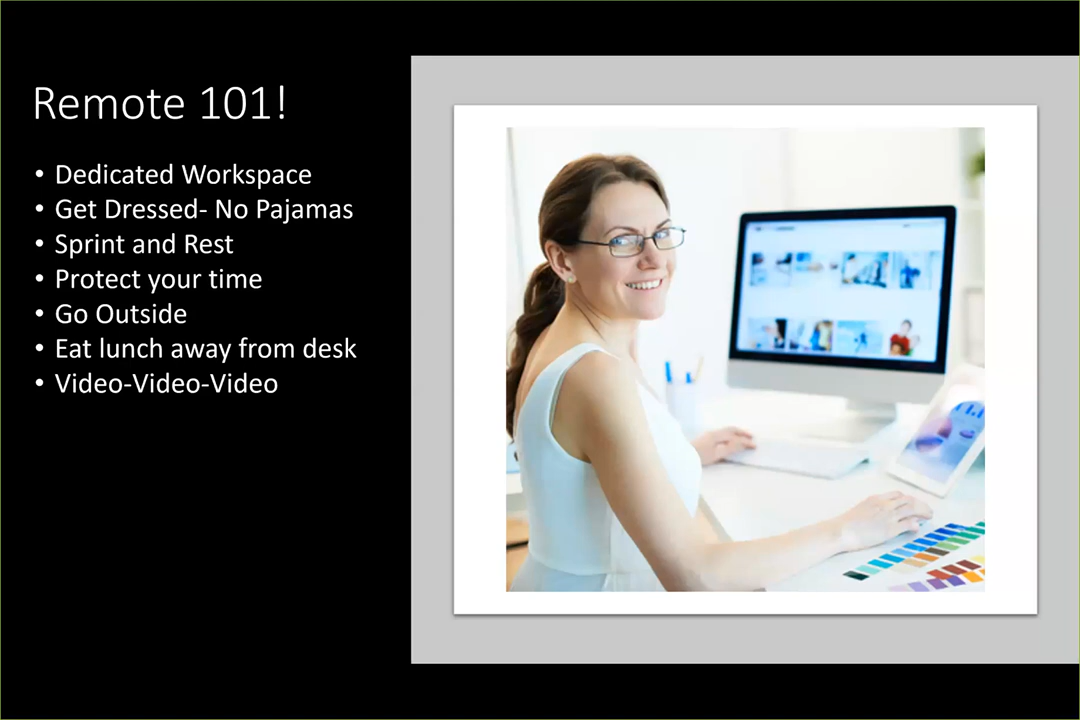 Remote 101!
• Dedicated Workspace
• Get Dressed- No Pajamas
• Sprint and Rest
• Protect your time
• Go Outside
• Eat lunch away from desk
• Video-Video-Video